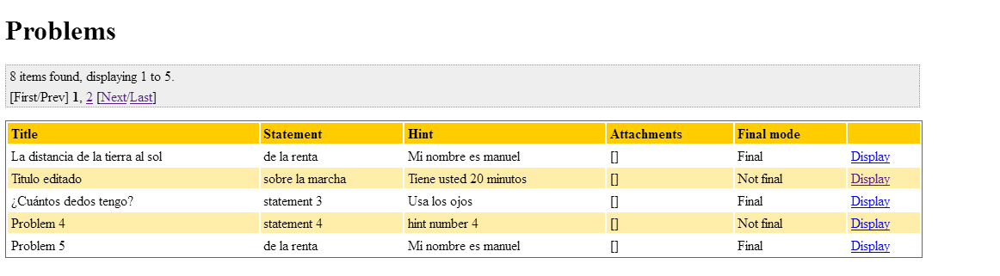 Problems
8 items found, displaying 1 to 5.
[First/Prev] 1, 2 [Next/Last]
Title Statement Hint Attachments Final mode
La distancia de la tierra al sol de la renta Mi nombre es manuel [] Final Display
Titulo editado sobre la marcha Tiene usted 20 minutos [] Not final Display
¿Cuántos dedos tengo? statement 3 Usa los ojos [] Final Display
Problem 4 statement 4 hint number 4 [] Not final Display
Problem 5 de la renta Mi nombre es manuel [] Final Display